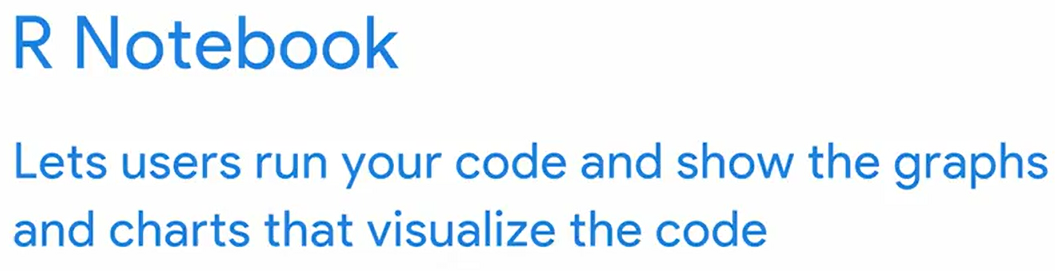 R Notebook
Lets users run your code and show the graphs
and charts that visualize the code